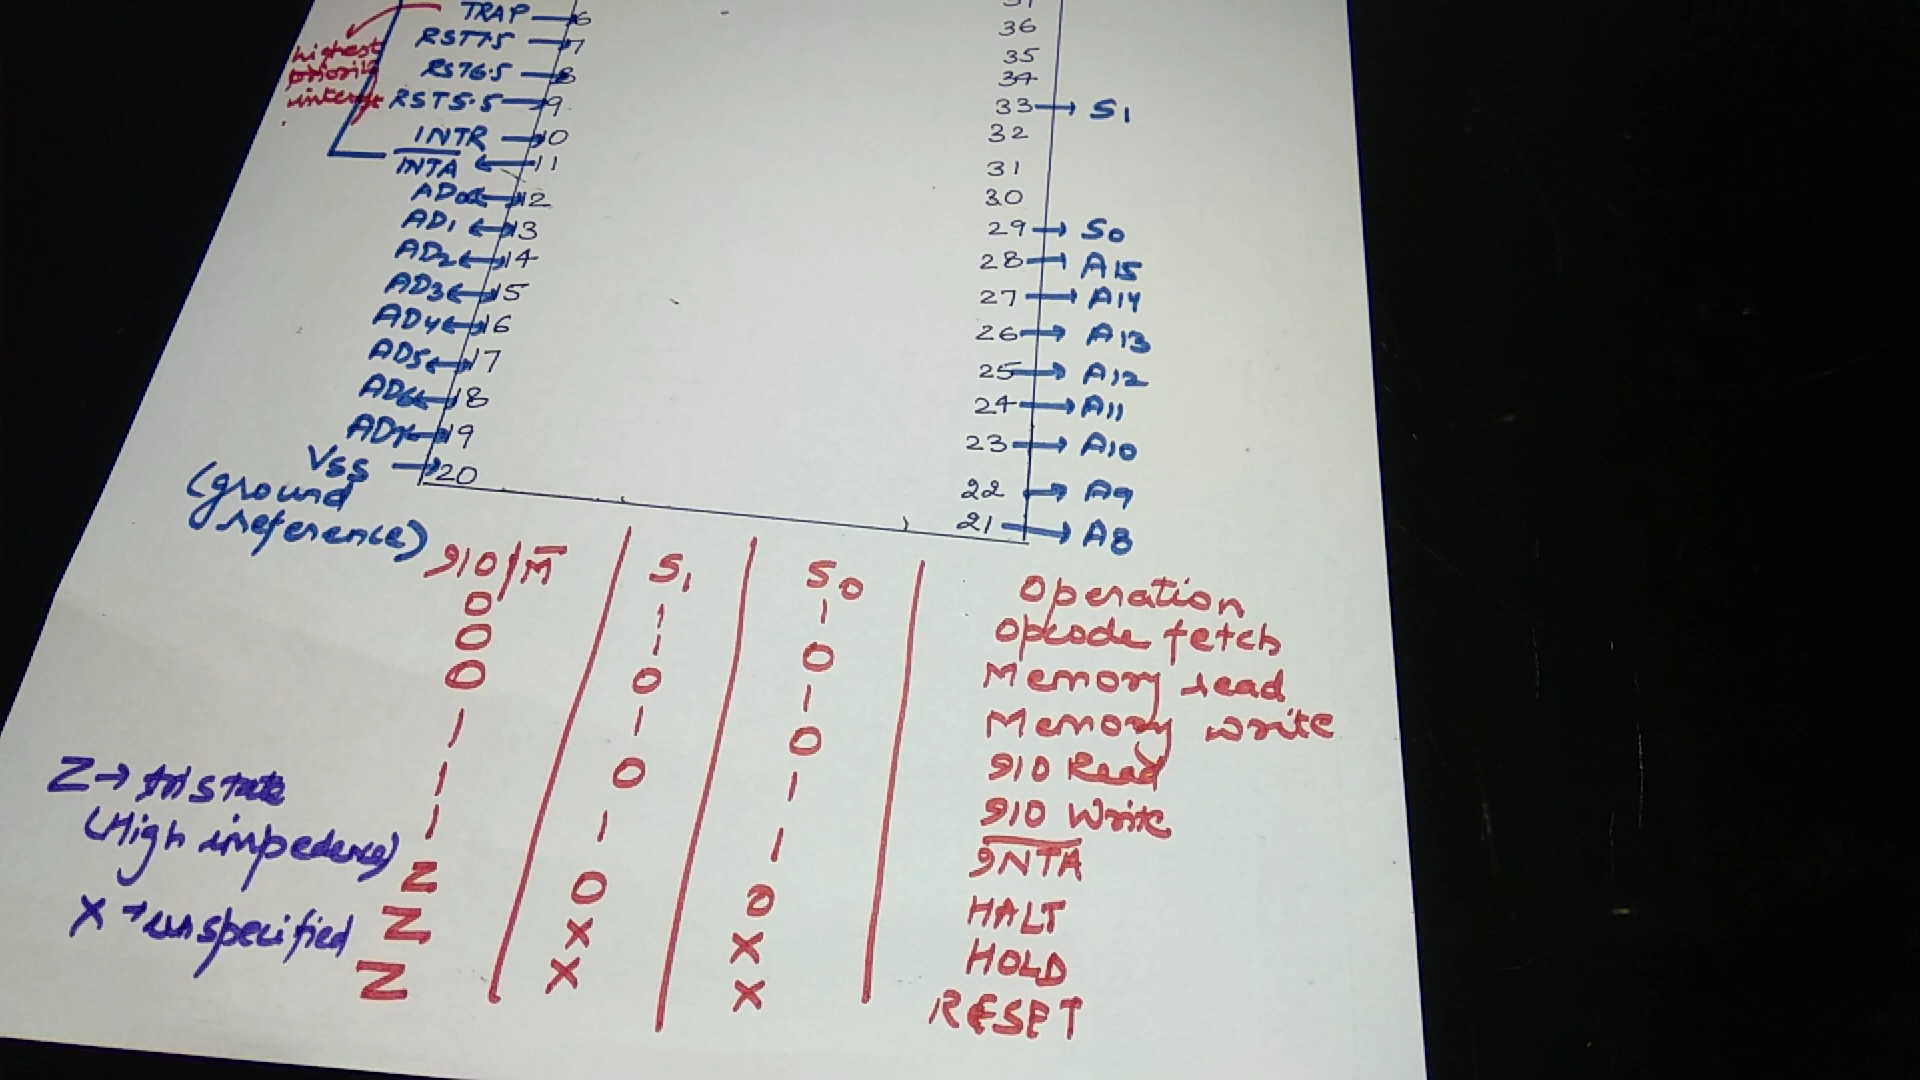 TRAP 6
RST7.5 7
RST6.5 8
RST5.5 9
INTR 10
INTA 11
AD0 12
AD1 13
AD2 14
AD3 15
AD4 16
AD5 17
AD6 18
AD7 19
Vss 20
(ground
reference)
highest
priority
36
35
34
33 → S1
32
31
30
29 → S0
28 → A15
27 → A14
26 → A13
25 → A12
24 → A11
23 → A10
22 → A9
21 → A8
IO/M̅ S1 S0 Operation
0 1 1 Opcode fetch
0 1 0 Memory read
0 0 1 Memory write
1 1 0 IO Read
1 0 1 IO Write
1 1 1 INTA
Z 0 0 HALT
Z X X HOLD
Z X X RESET
Z → tristate
(High impedence)
X → unspecified